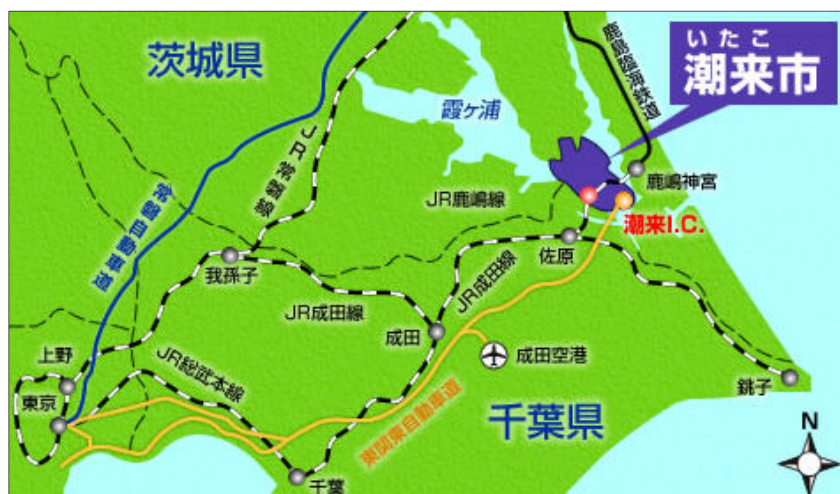 茨城県
いたこ
潮来市
鹿島臨海鉄道
霞ヶ浦
JR常磐線
鹿嶋神宮
JR鹿嶋線
潮来I.C.
常磐自動車道
我孫子
佐原
JR成田線
JR成田線
成田
上野
JR総武本線
成田空港
銚子
東京
東関東自動車道
千葉県
N
千葉